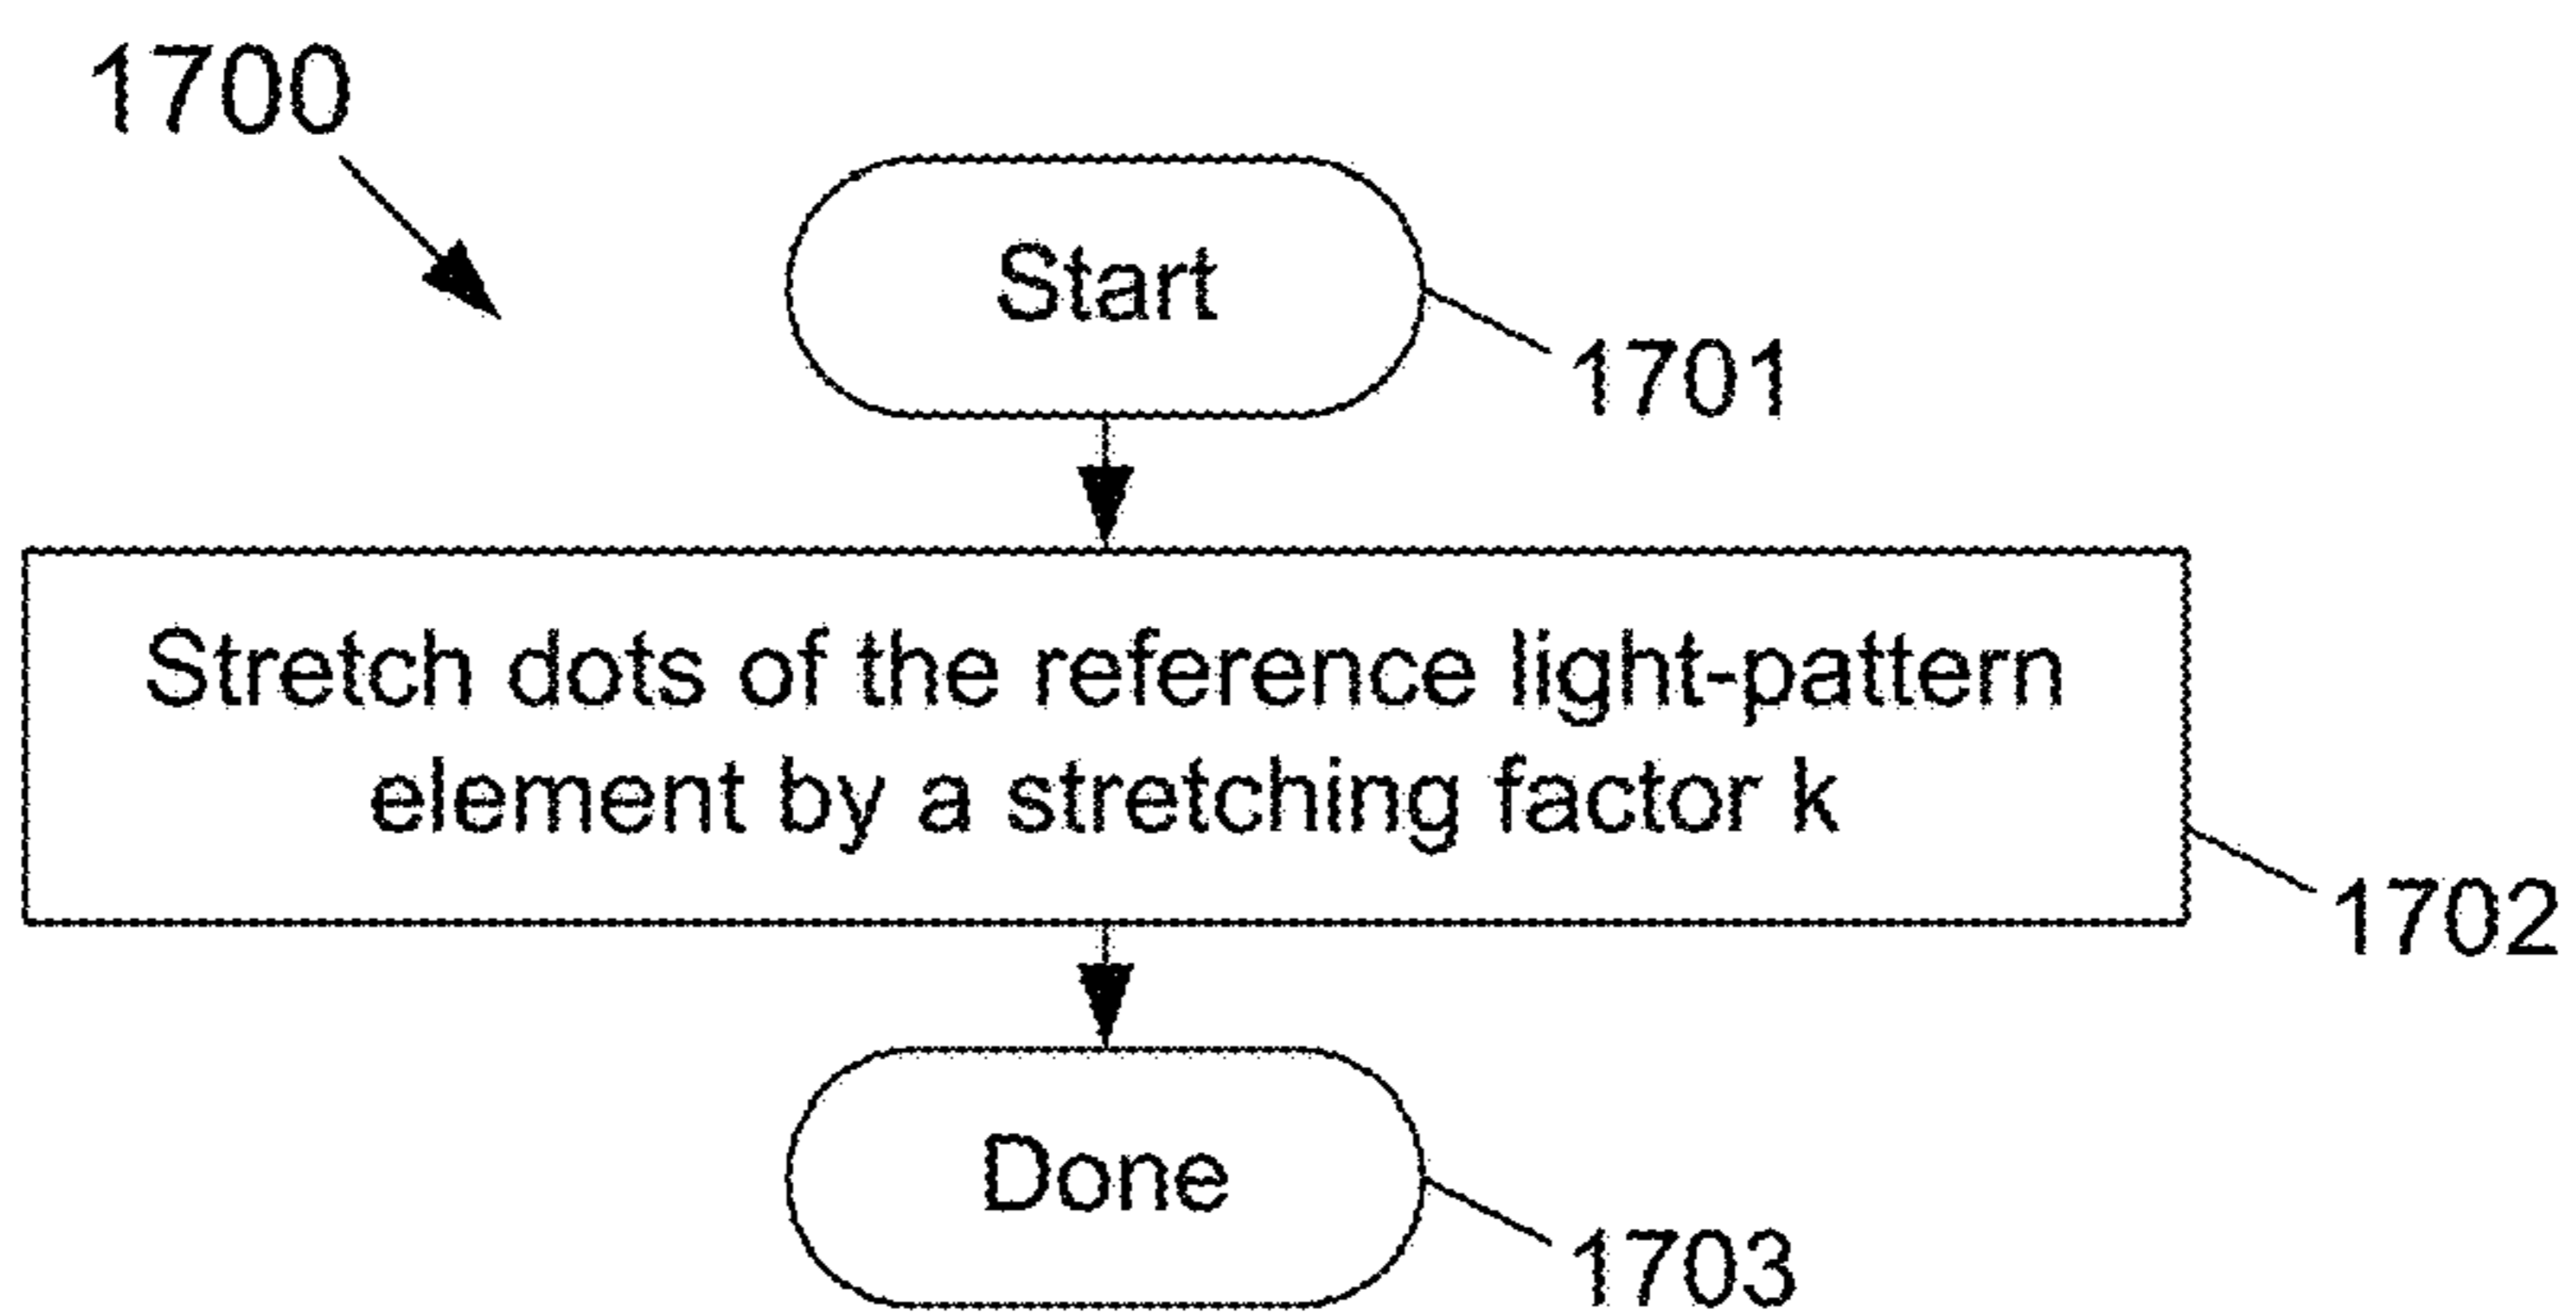 1700
Start
1701
Stretch dots of the reference light-pattern
element by a stretching factor k
1702
Done
1703